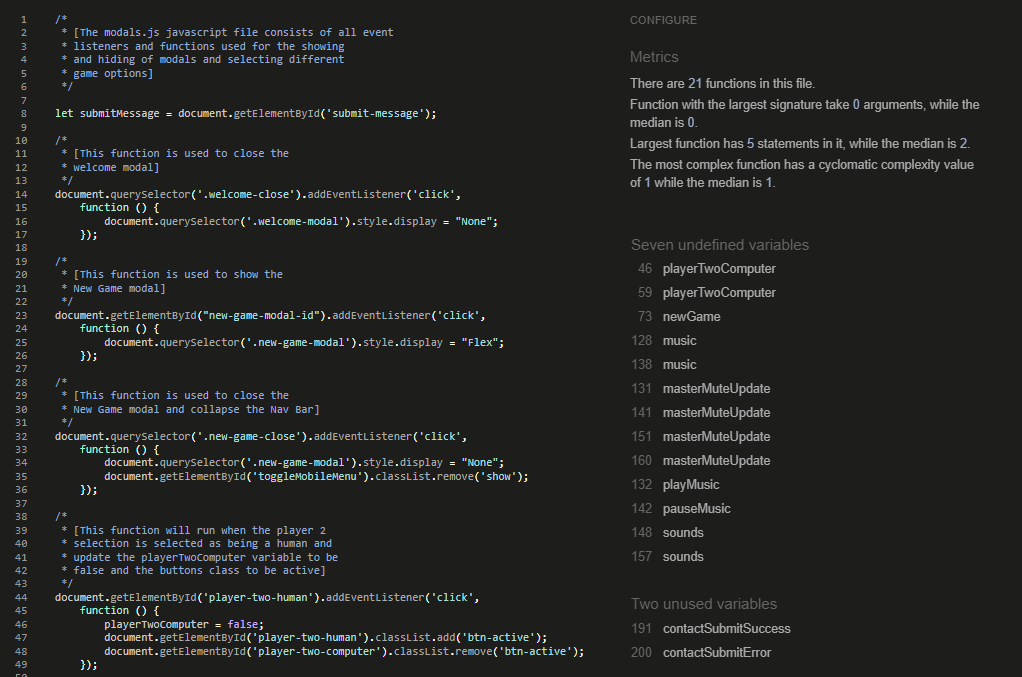 1 /*
2  * [The modals.js javascript file consists of all event
3  * listeners and functions used for the showing
4  * and hiding of modals and selecting different
5  * game options]
6  */
7
8 let submitMessage = document.getElementById('submit-message');
9
10 /*
11  * [This function is used to close the
12  * welcome modal]
13  */
14 document.querySelector('.welcome-close').addEventListener('click',
15     function () {
16         document.querySelector('.welcome-modal').style.display = "None";
17     });
18
19 /*
20  * [This function is used to show the
21  * New Game modal]
22  */
23 document.getElementById("new-game-modal-id").addEventListener('click',
24     function () {
25         document.querySelector('.new-game-modal').style.display = "Flex";
26     });
27
28 /*
29  * [This function is used to close the
30  * New Game modal and collapse the Nav Bar]
31  */
32 document.querySelector('.new-game-close').addEventListener('click',
33     function () {
34         document.querySelector('.new-game-modal').style.display = "None";
35         document.getElementById('toggleMobileMenu').classList.remove('show');
36     });
37
38 /*
39  * [This function will run when the player 2
40  * selection is selected as being a human and
41  * update the playerTwoComputer variable to be
42  * false and the buttons class to be active]
43  */
44 document.getElementById('player-two-human').addEventListener('click',
45     function () {
46         playerTwoComputer = false;
47         document.getElementById('player-two-human').classList.add('btn-active');
48         document.getElementById('player-two-computer').classList.remove('btn-active');
49     });
CONFIGURE
Metrics
There are 21 functions in this file.
Function with the largest signature take 0 arguments, while the
median is 0.
Largest function has 5 statements in it, while the median is 2.
The most complex function has a cyclomatic complexity value
of 1 while the median is 1.
Seven undefined variables
46 playerTwoComputer
59 playerTwoComputer
73 newGame
128 music
138 music
131 masterMuteUpdate
141 masterMuteUpdate
151 masterMuteUpdate
160 masterMuteUpdate
132 playMusic
142 pauseMusic
148 sounds
157 sounds
Two unused variables
191 contactSubmitSuccess
200 contactSubmitError